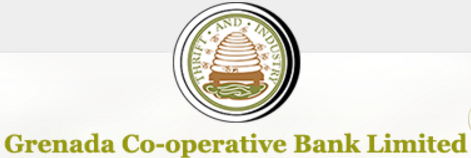 THRIFT · AND · INDUSTRY
Grenada Co-operative Bank Limited